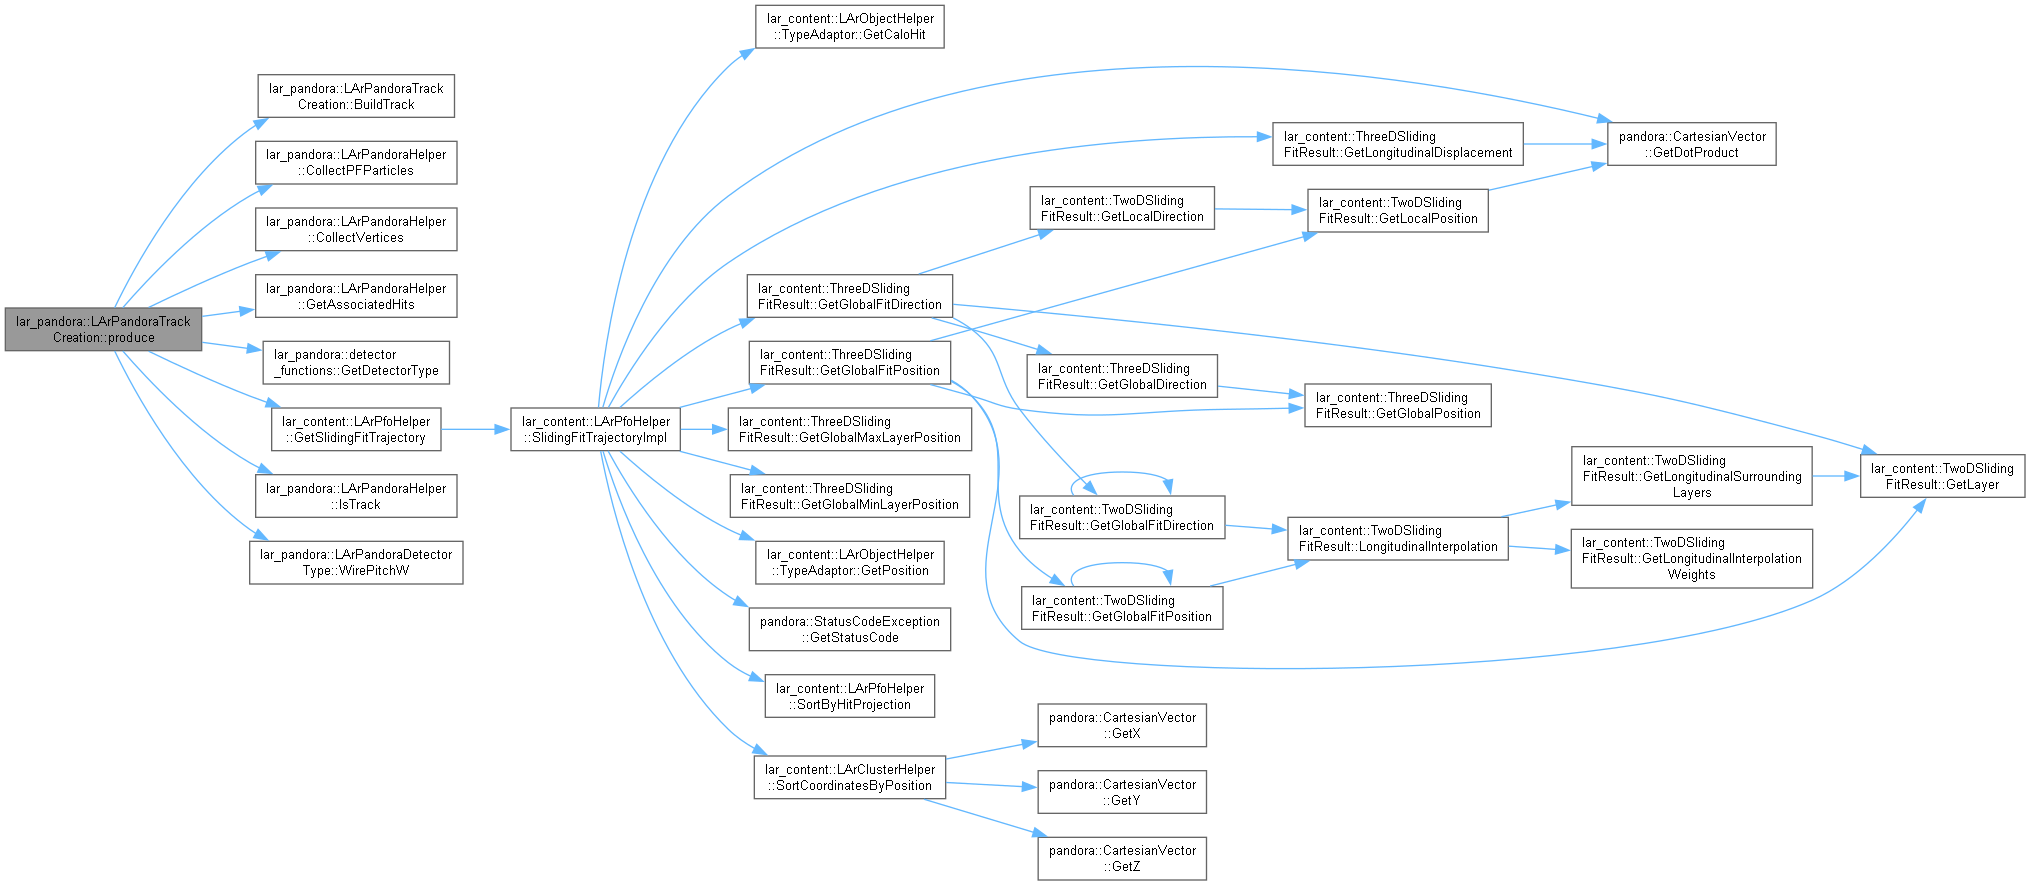 lar_pandora::LArPandoraTrack
Creation::produce
lar_pandora::LArPandoraTrack
Creation::BuildTrack
lar_pandora::LArPandoraHelper
::CollectPFParticles
lar_pandora::LArPandoraHelper
::CollectVertices
lar_pandora::LArPandoraHelper
::GetAssociatedHits
lar_pandora::detector
_functions::GetDetectorType
lar_content::LArPfoHelper
::GetSlidingFitTrajectory
lar_pandora::LArPandoraHelper
::IsTrack
lar_pandora::LArPandoraDetector
Type::WirePitchW
lar_content::LArPfoHelper
::SlidingFitTrajectoryImpl
lar_content::LArObjectHelper
::TypeAdaptor::GetCaloHit
lar_content::ThreeDSliding
FitResult::GetGlobalFitDirection
lar_content::ThreeDSliding
FitResult::GetGlobalFitPosition
lar_content::ThreeDSliding
FitResult::GetGlobalMaxLayerPosition
lar_content::ThreeDSliding
FitResult::GetGlobalMinLayerPosition
lar_content::LArObjectHelper
::TypeAdaptor::GetPosition
pandora::StatusCodeException
::GetStatusCode
lar_content::LArPfoHelper
::SortByHitProjection
lar_content::LArClusterHelper
::SortCoordinatesByPosition
lar_content::TwoDSliding
FitResult::GetLocalDirection
lar_content::ThreeDSliding
FitResult::GetGlobalDirection
lar_content::TwoDSliding
FitResult::GetGlobalFitDirection
lar_content::TwoDSliding
FitResult::GetGlobalFitPosition
pandora::CartesianVector
::GetX
pandora::CartesianVector
::GetY
pandora::CartesianVector
::GetZ
lar_content::ThreeDSliding
FitResult::GetLongitudinalDisplacement
lar_content::TwoDSliding
FitResult::GetLocalPosition
lar_content::ThreeDSliding
FitResult::GetGlobalPosition
lar_content::TwoDSliding
FitResult::LongitudinalInterpolation
pandora::CartesianVector
::GetDotProduct
lar_content::TwoDSliding
FitResult::GetLongitudinalSurrounding
Layers
lar_content::TwoDSliding
FitResult::GetLongitudinalInterpolation
Weights
lar_content::TwoDSliding
FitResult::GetLayer